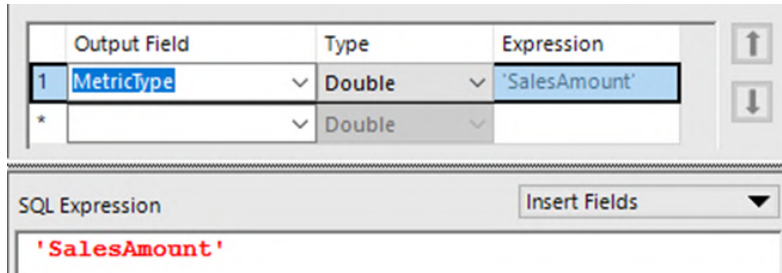 Output Field Type Expression
1 MetricType Double 'SalesAmount'
* Double
SQL Expression Insert Fields
'SalesAmount'